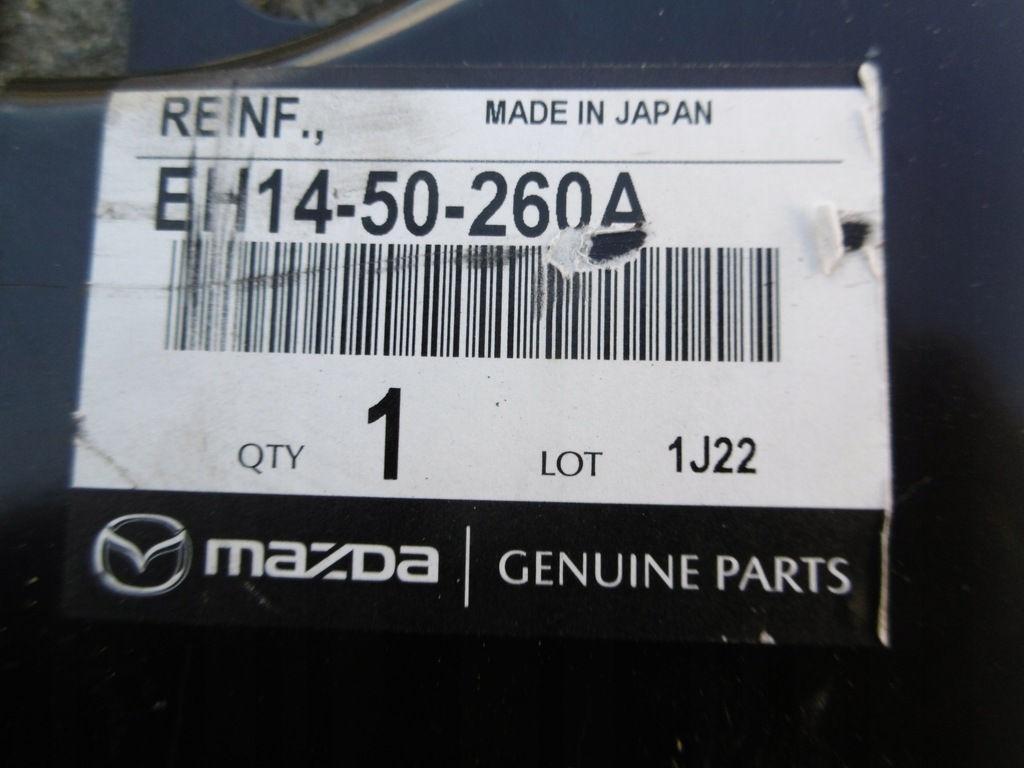 REINF., MADE IN JAPAN
EH14-50-260A
QTY 1 LOT 1J22
mazda GENUINE PARTS